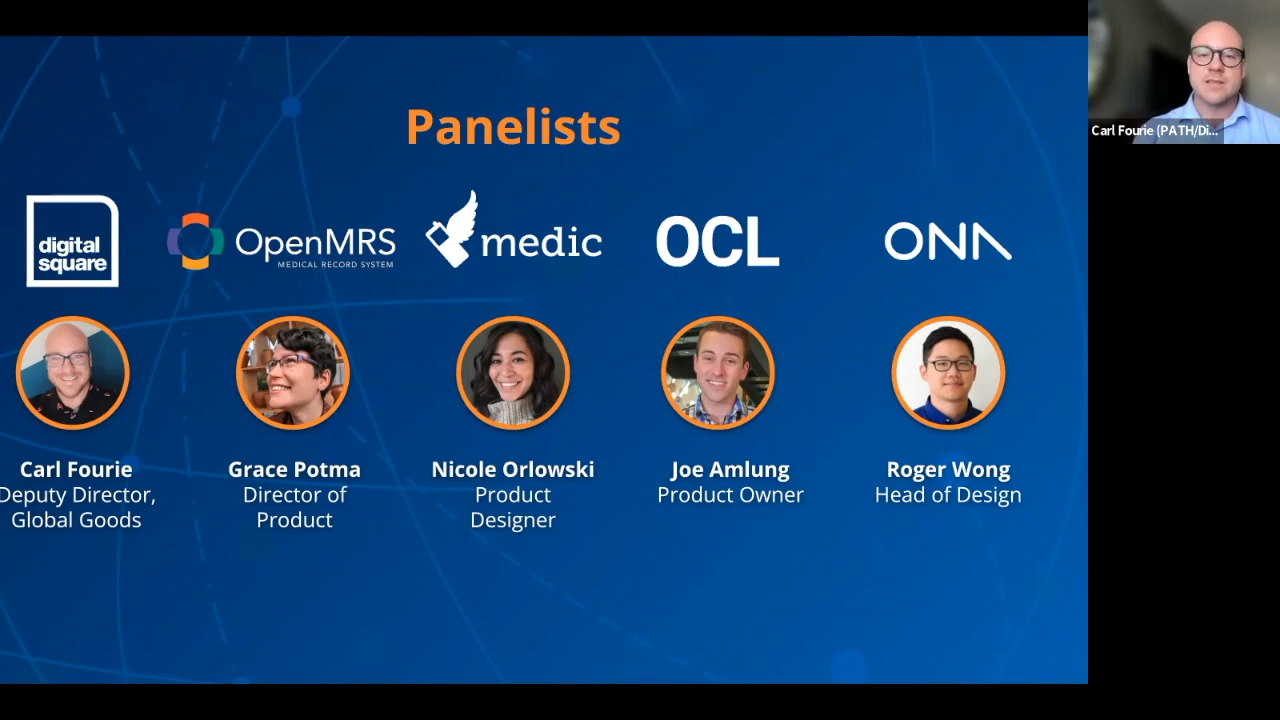 Panelists
digital
square
OpenMRS
MEDICAL RECORD SYSTEM
medic
OCL
ONA
Carl Fourie
Deputy Director,
Global Goods
Grace Potma
Director of
Product
Nicole Orlowski
Product
Designer
Joe Amlung
Product Owner
Roger Wong
Head of Design
Carl Fourie (PATH/Di...